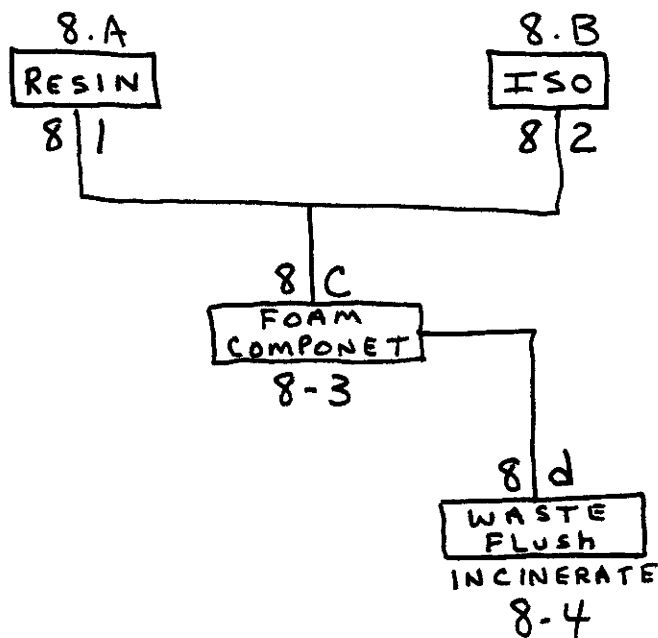 8.A
RESIN
8 1
8.B
ISO
8 2
8 C
FOAM
COMPONET
8-3
8 d
WASTE
FLUSh
INCINERATE
8-4